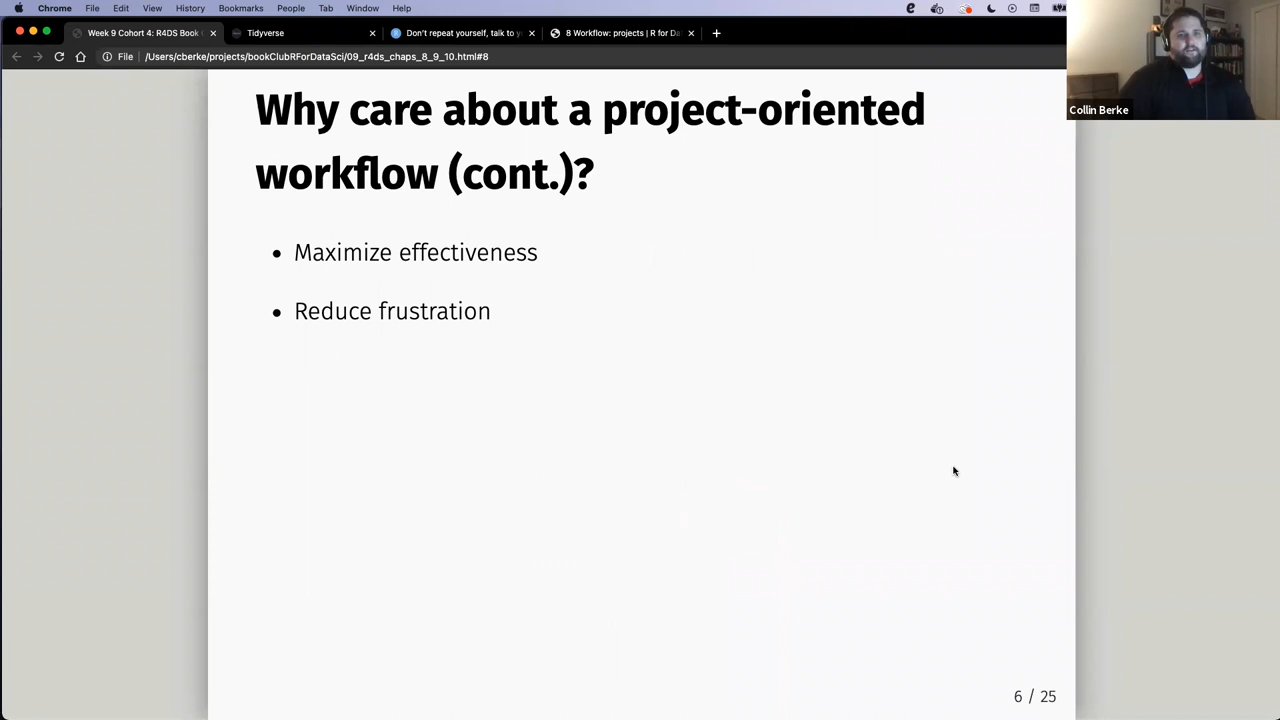 Chrome File Edit View History Bookmarks People Tab Window Help
Week 9 Cohort 4: R4DS Book
Tidyverse
Don't repeat yourself, talk to y
8 Workflow: projects | R for Da
File /Users/cberke/projects/bookClubRForDataSci/09_r4ds_chaps_8_9_10.html#8
Collin Berke
Why care about a project-oriented
workflow (cont.)?
• Maximize effectiveness
• Reduce frustration
6 / 25